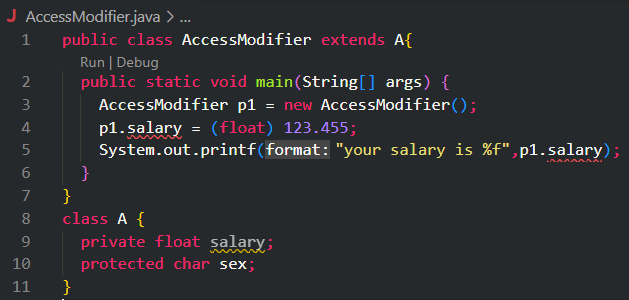 J AccessModifier.java > ...
1 public class AccessModifier extends A{
Run | Debug
2 public static void main(String[] args) {
3 AccessModifier p1 = new AccessModifier();
4 p1.salary = (float) 123.455;
5 System.out.printf(format: "your salary is %f",p1.salary);
6 }
7 }
8 class A {
9 private float salary;
10 protected char sex;
11 }